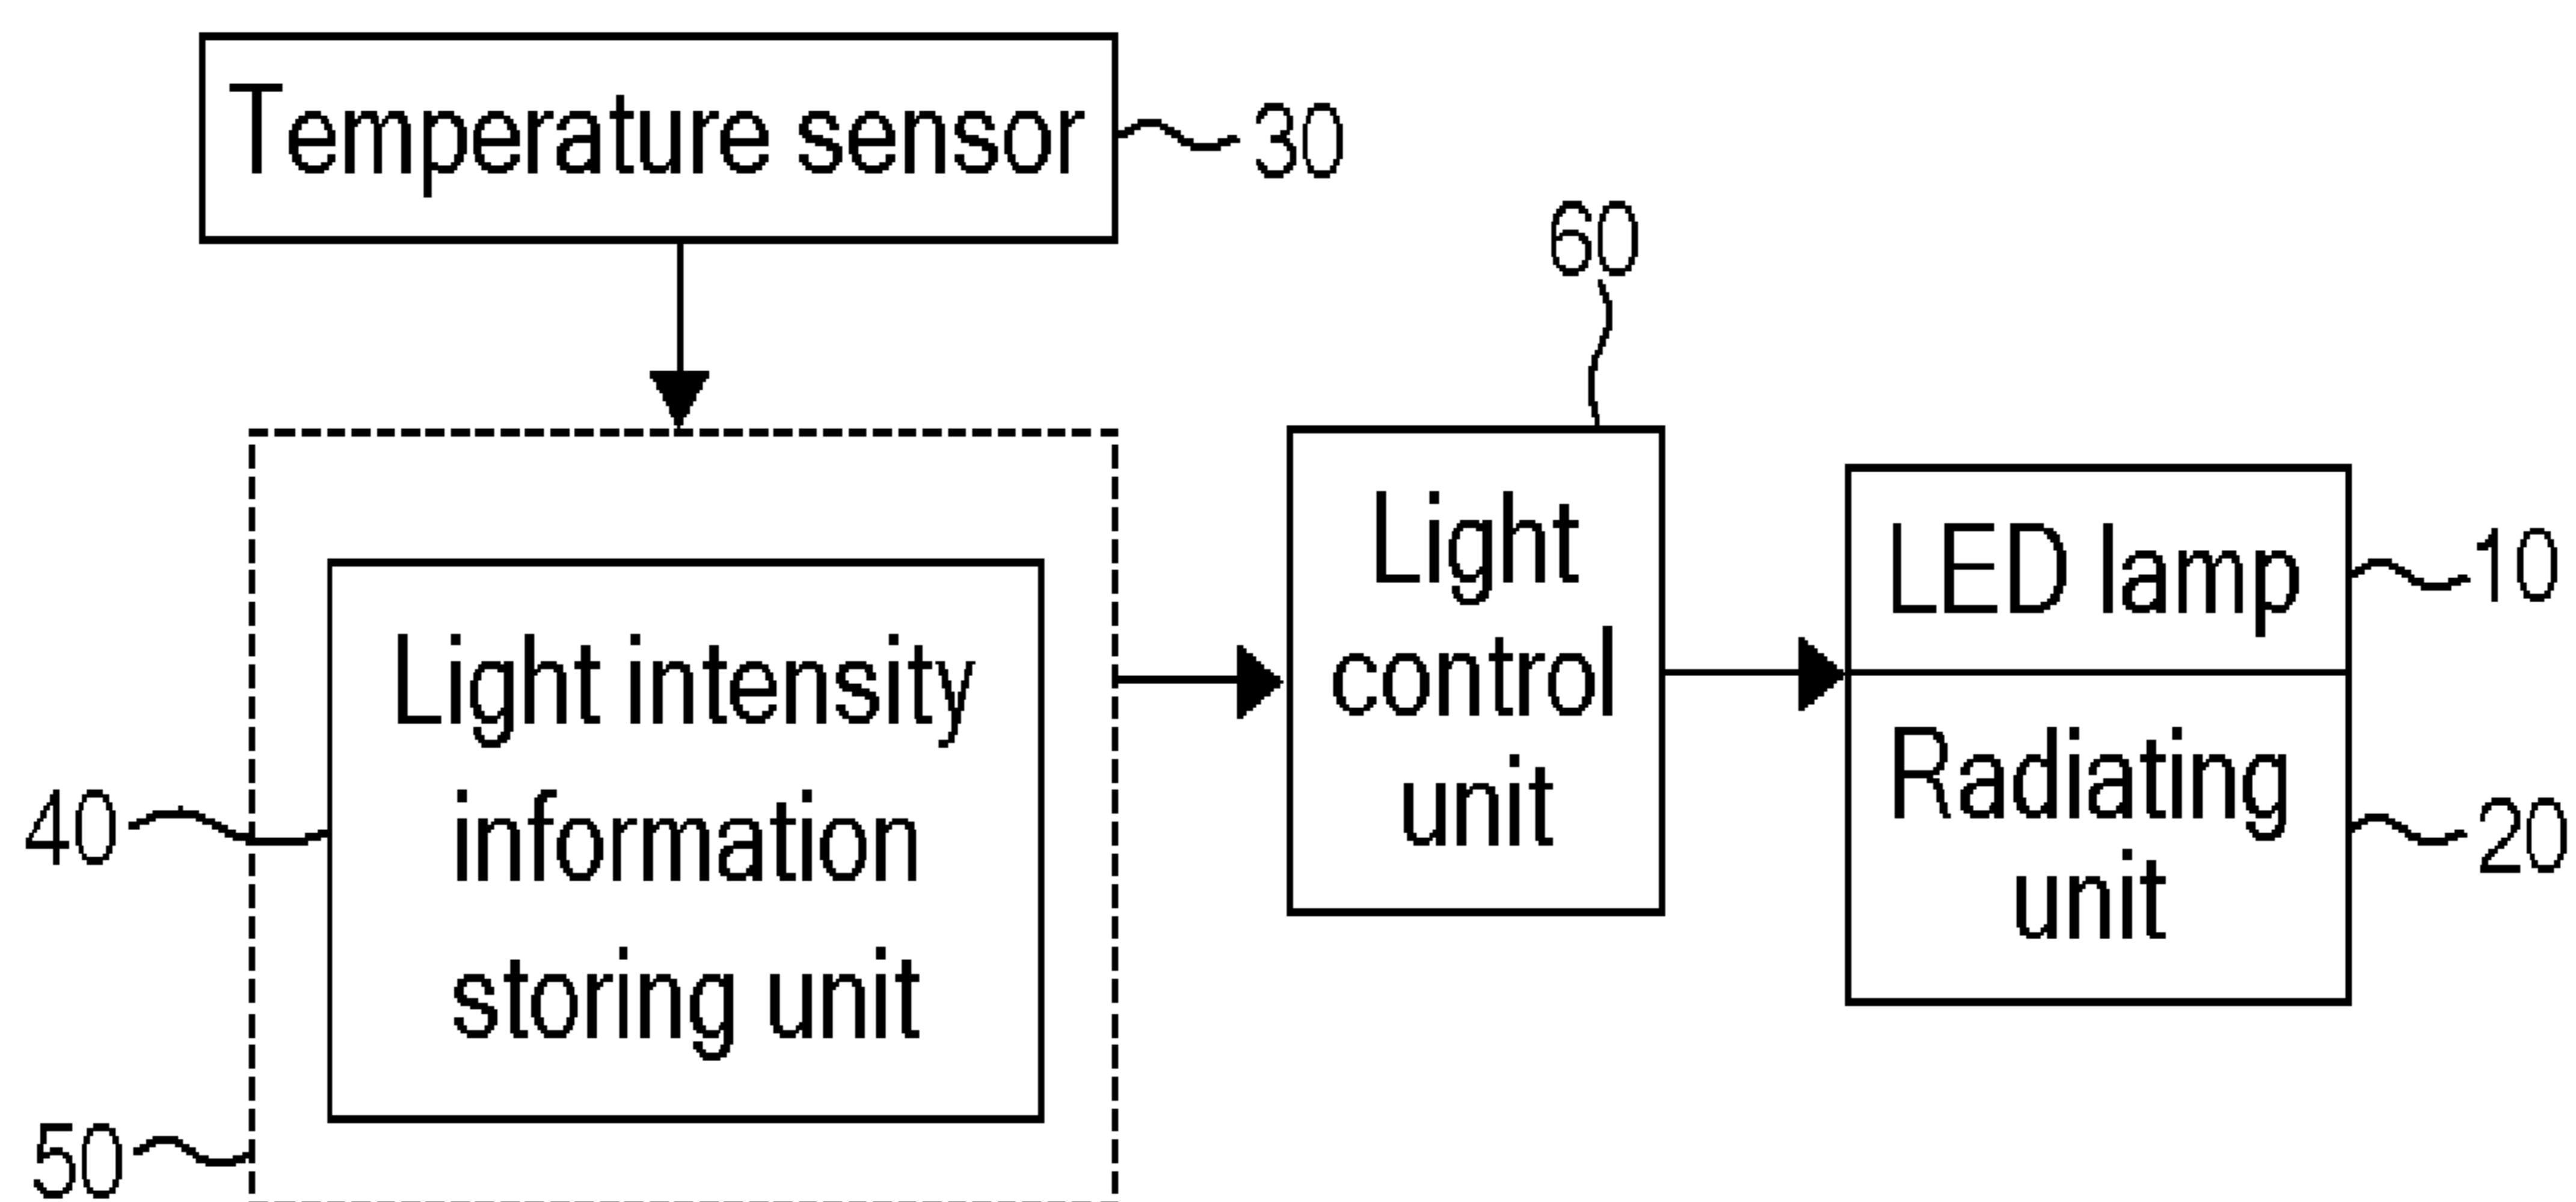 Temperature sensor
30
60
Light intensity
information
storing unit
40
50
Light
control
unit
LED lamp
10
Radiating
unit
20